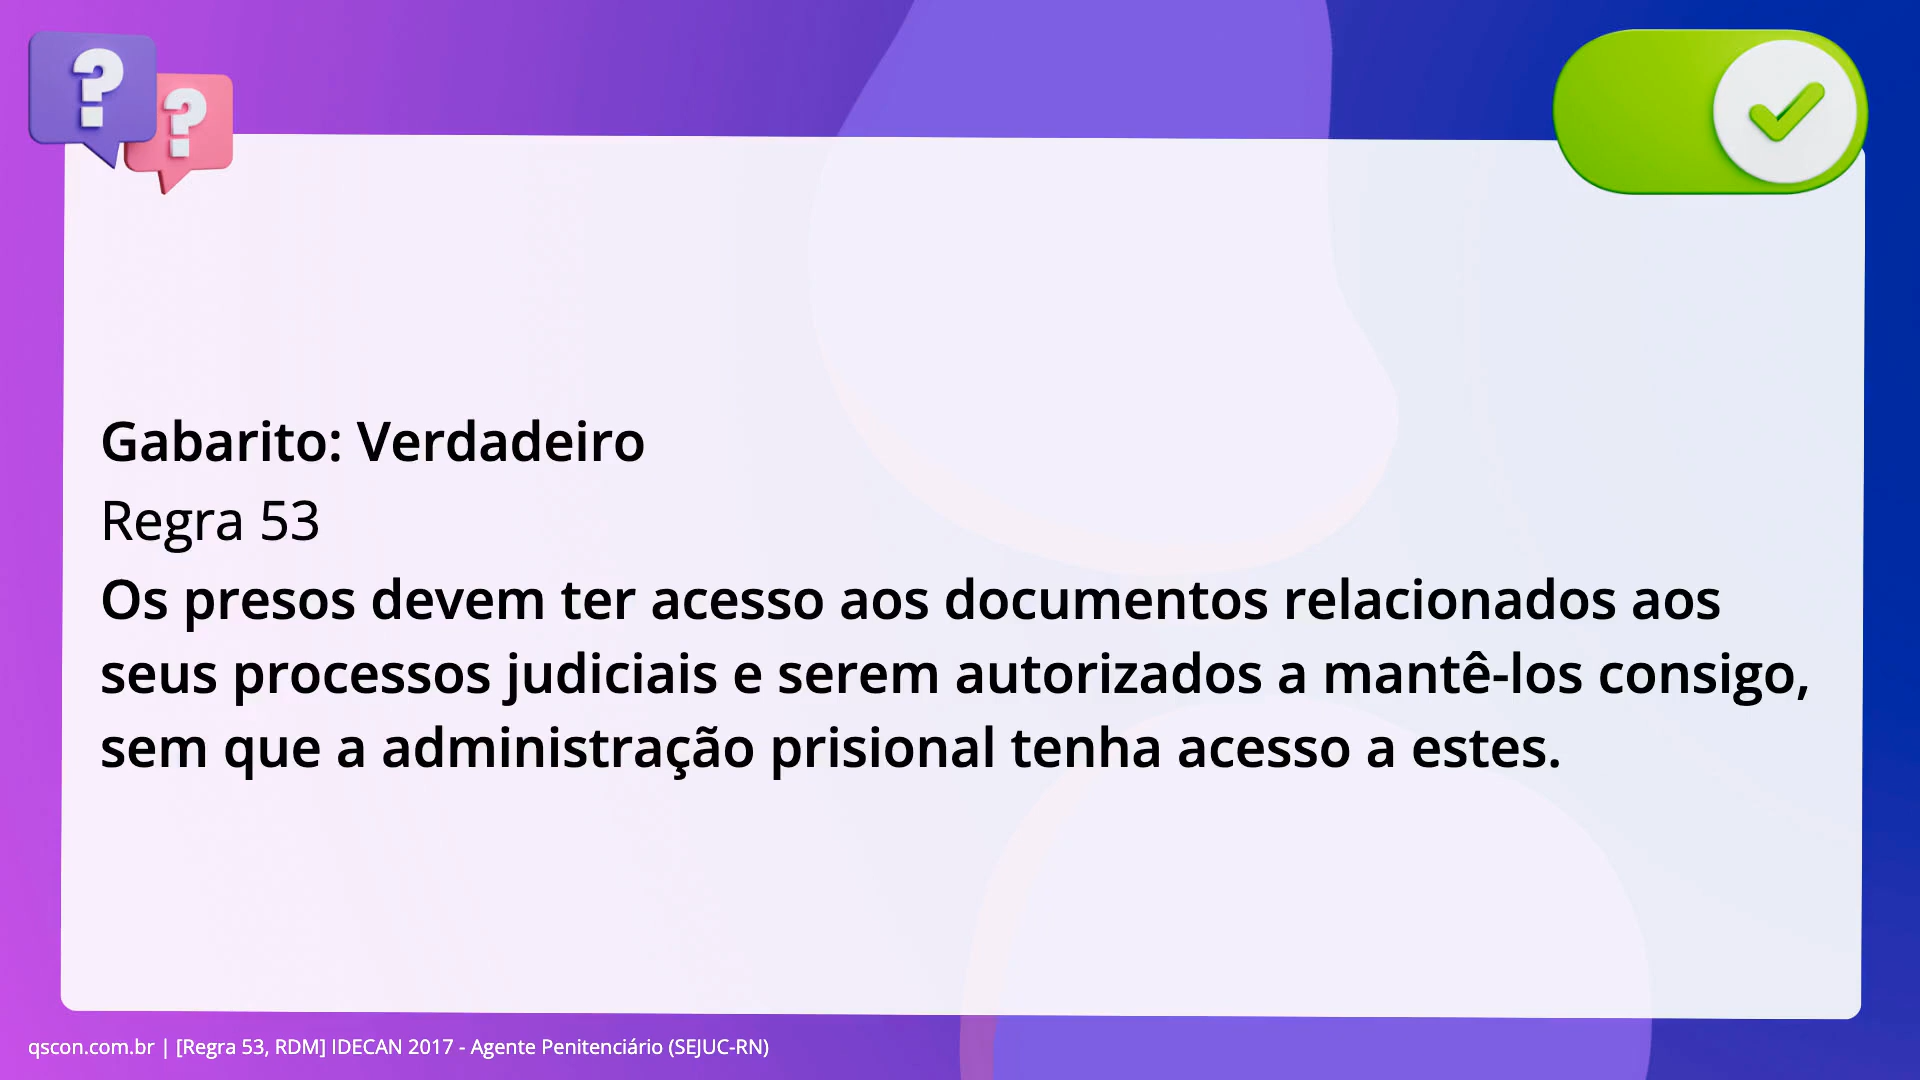 ? ?
Gabarito: Verdadeiro
Regra 53
Os presos devem ter acesso aos documentos relacionados aos
seus processos judiciais e serem autorizados a mantê-los consigo,
sem que a administração prisional tenha acesso a estes.
qscon.com.br | [Regra 53, RDM] IDECAN 2017 - Agente Penitenciário (SEJUC-RN)